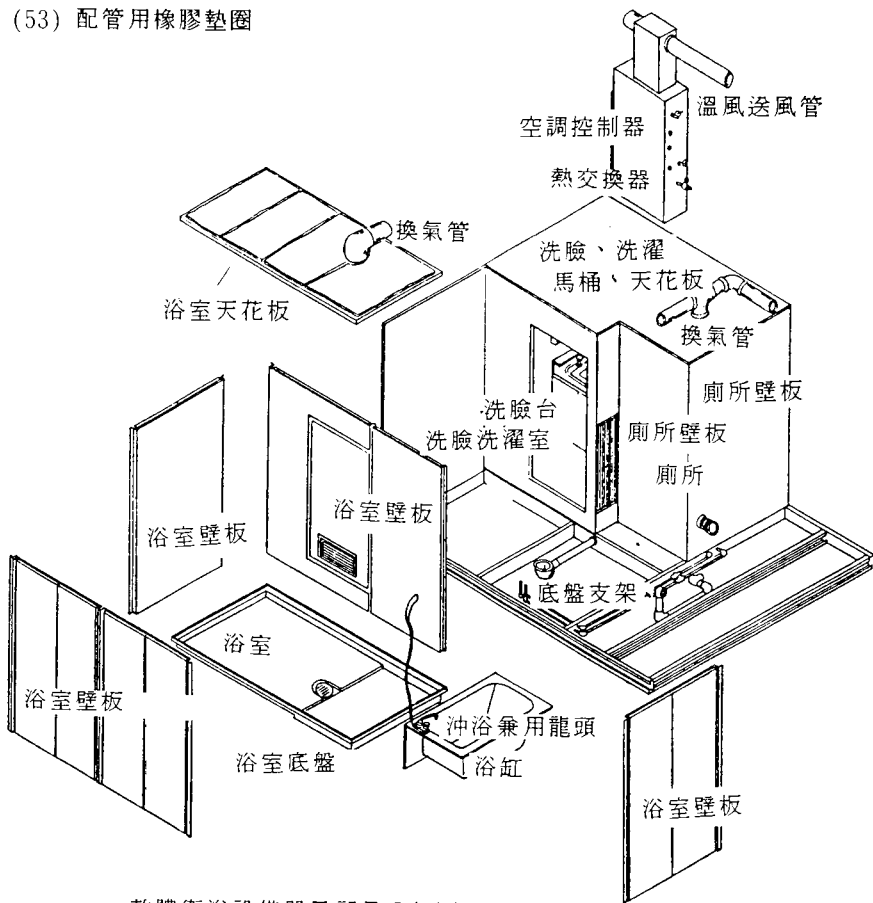 (53) 配管用橡膠墊圈
溫風送風管
空調控制器
熱交換器
換氣管
浴室天花板
洗臉、洗濯
馬桶、天花板
換氣管
廁所壁板
洗臉台
洗臉洗濯室
廁所壁板
廁所
浴室壁板
浴室壁板
底盤支架
浴室
浴室壁板
浴室底盤
沖浴兼用龍頭
浴缸
浴室壁板